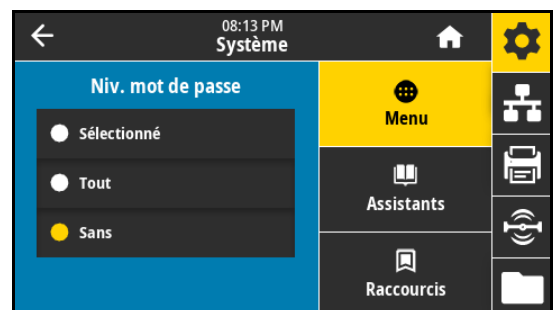 08:13 PM
Système
Niv. mot de passe
Sélectionné
Tout
Sans
Menu
Assistants
Raccourcis